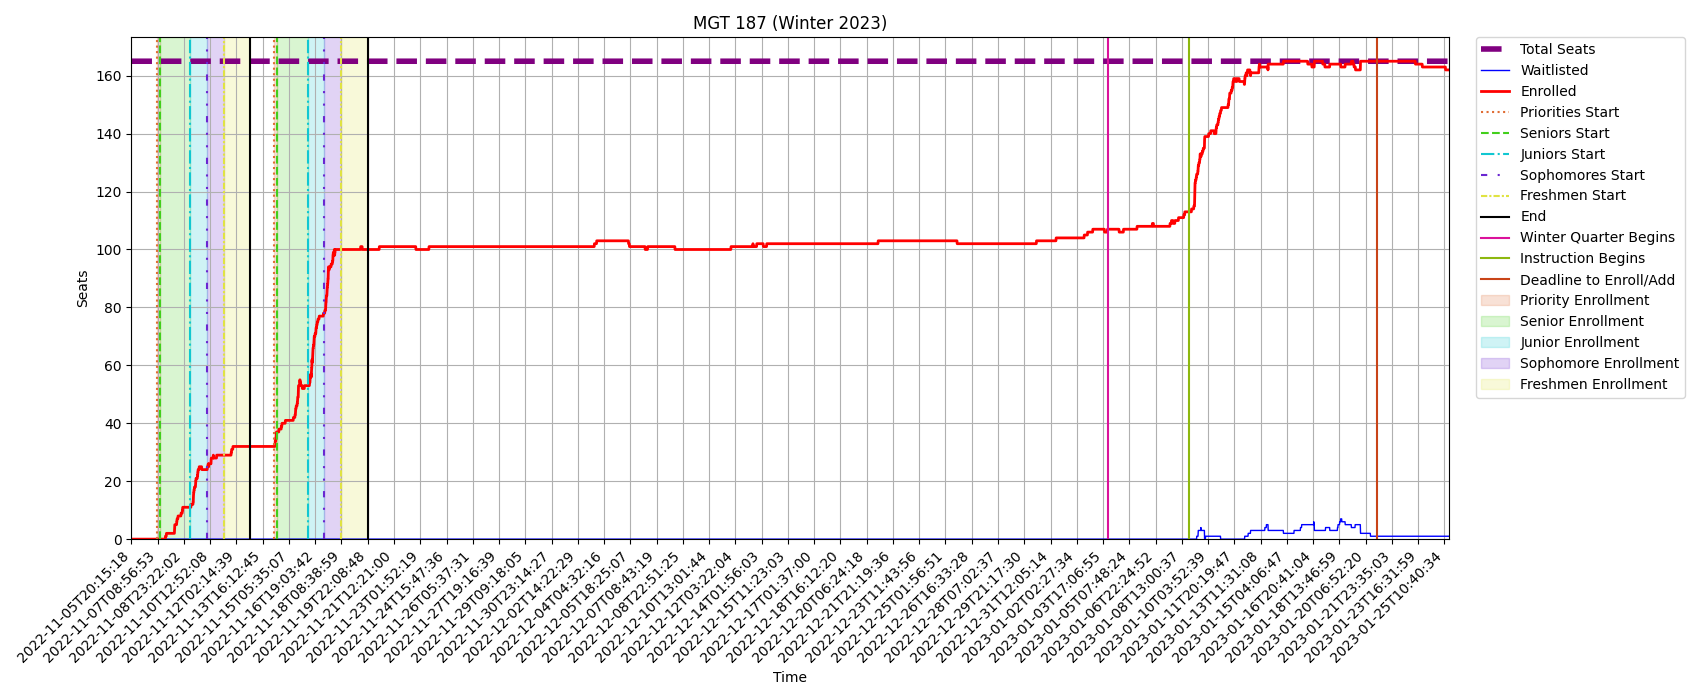 MGT 187 (Winter 2023)
Seats
160
140
120
100
80
60
40
20
0
2022-11-05T20:15:18
2022-11-07T08:56:53
2022-11-08T23:22:02
2022-11-10T12:52:08
2022-11-12T02:14:39
2022-11-13T16:12:45
2022-11-15T05:35:07
2022-11-16T19:03:42
2022-11-18T08:38:59
2022-11-19T22:08:48
2022-11-21T12:21:00
2022-11-23T01:52:19
2022-11-24T15:47:36
2022-11-26T05:37:31
2022-11-27T19:16:39
2022-11-29T09:18:05
2022-11-30T23:14:27
2022-12-02T14:22:29
2022-12-04T04:32:16
2022-12-05T18:25:07
2022-12-07T08:43:19
2022-12-08T22:51:25
2022-12-10T13:01:44
2022-12-12T03:22:04
2022-12-14T01:56:03
2022-12-15T11:23:03
2022-12-17T01:37:00
2022-12-18T16:12:20
2022-12-20T06:24:18
2022-12-21T21:19:36
2022-12-23T11:43:56
2022-12-25T01:56:51
2022-12-26T16:33:28
2022-12-28T07:02:37
2022-12-29T21:17:30
2022-12-31T12:05:14
2023-01-02T02:27:34
2023-01-03T17:06:55
2023-01-05T07:48:24
2023-01-06T22:24:52
2023-01-08T13:00:37
2023-01-10T03:52:39
2023-01-11T20:19:47
2023-01-13T11:31:08
2023-01-15T04:06:47
2023-01-16T20:41:04
2023-01-18T13:46:59
2023-01-20T06:52:20
2023-01-21T23:35:03
2023-01-23T16:31:59
2023-01-25T10:40:34
Time
Total Seats
Waitlisted
Enrolled
Priorities Start
Seniors Start
Juniors Start
Sophomores Start
Freshmen Start
End
Winter Quarter Begins
Instruction Begins
Deadline to Enroll/Add
Priority Enrollment
Senior Enrollment
Junior Enrollment
Sophomore Enrollment
Freshmen Enrollment